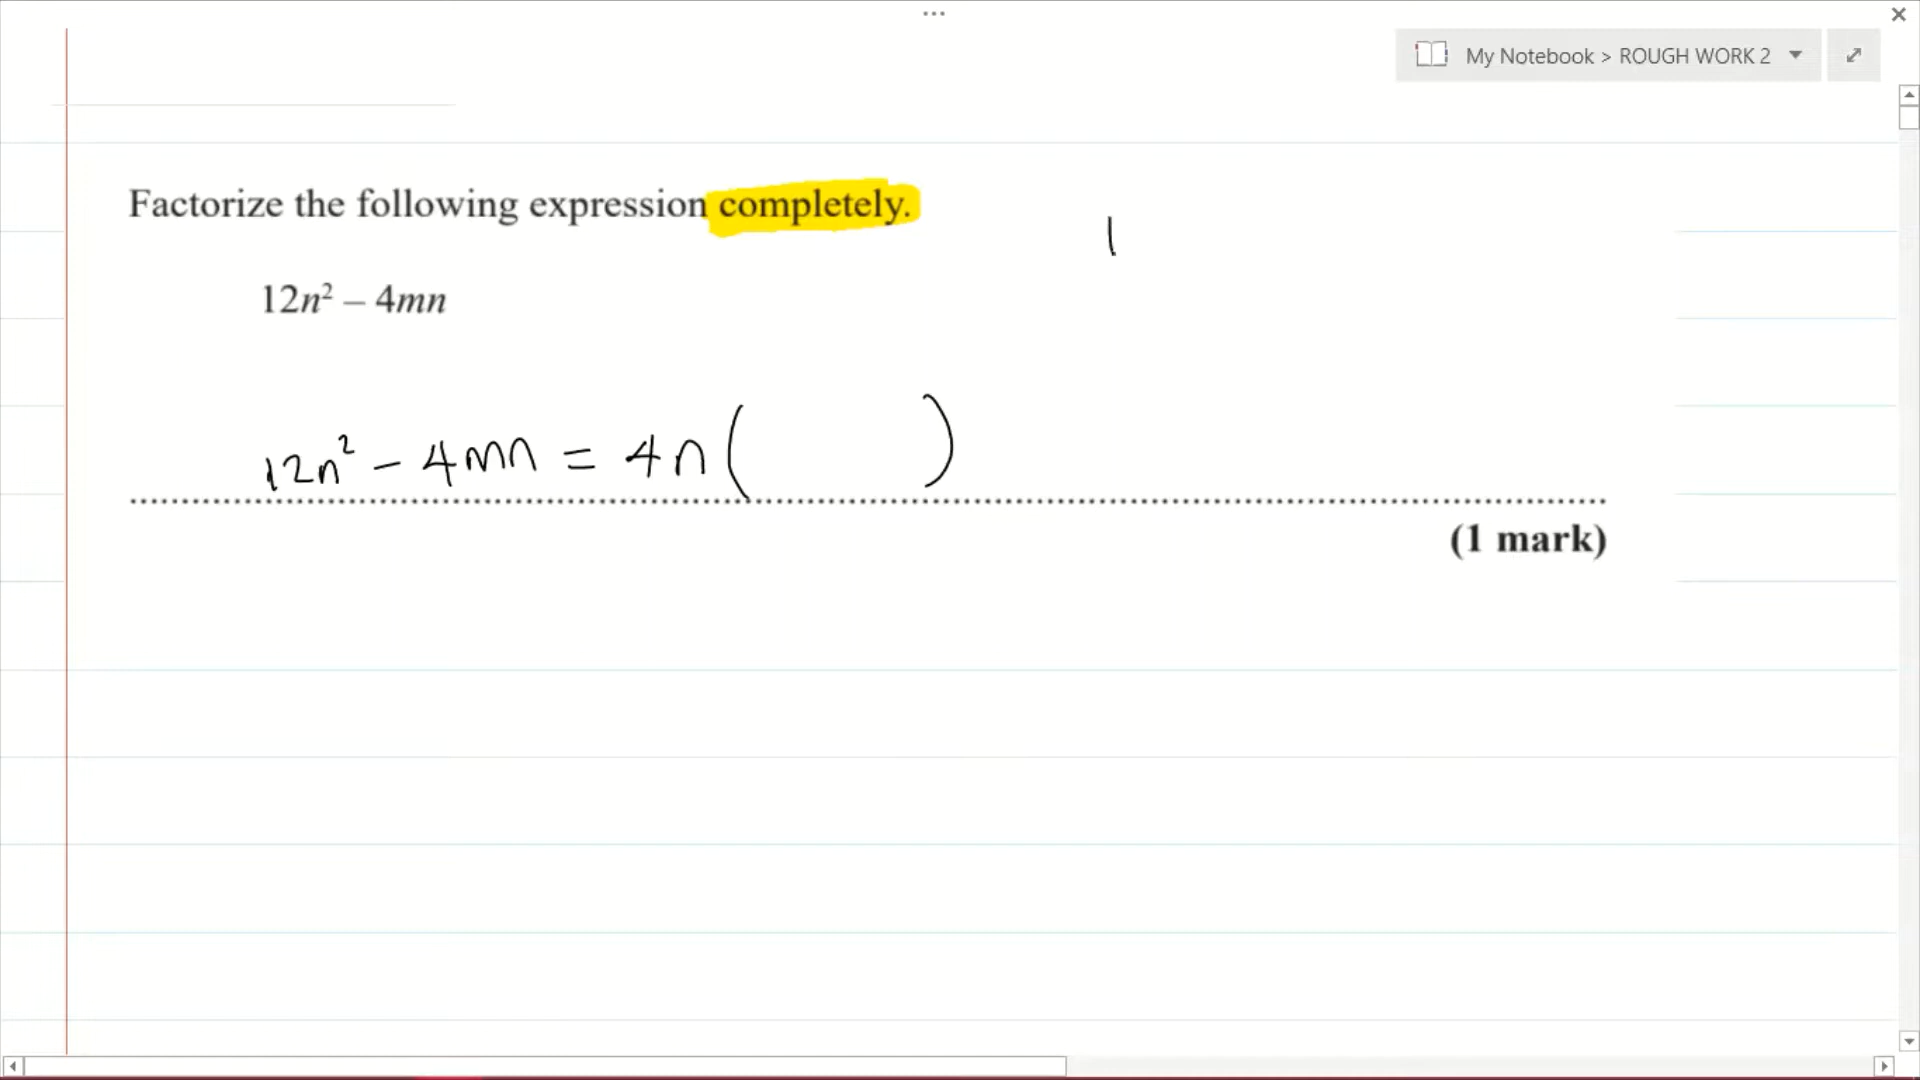 My Notebook > ROUGH WORK 2
Factorize the following expression completely.
12n² – 4mn
12n² - 4mn = 4n(          )
(1 mark)